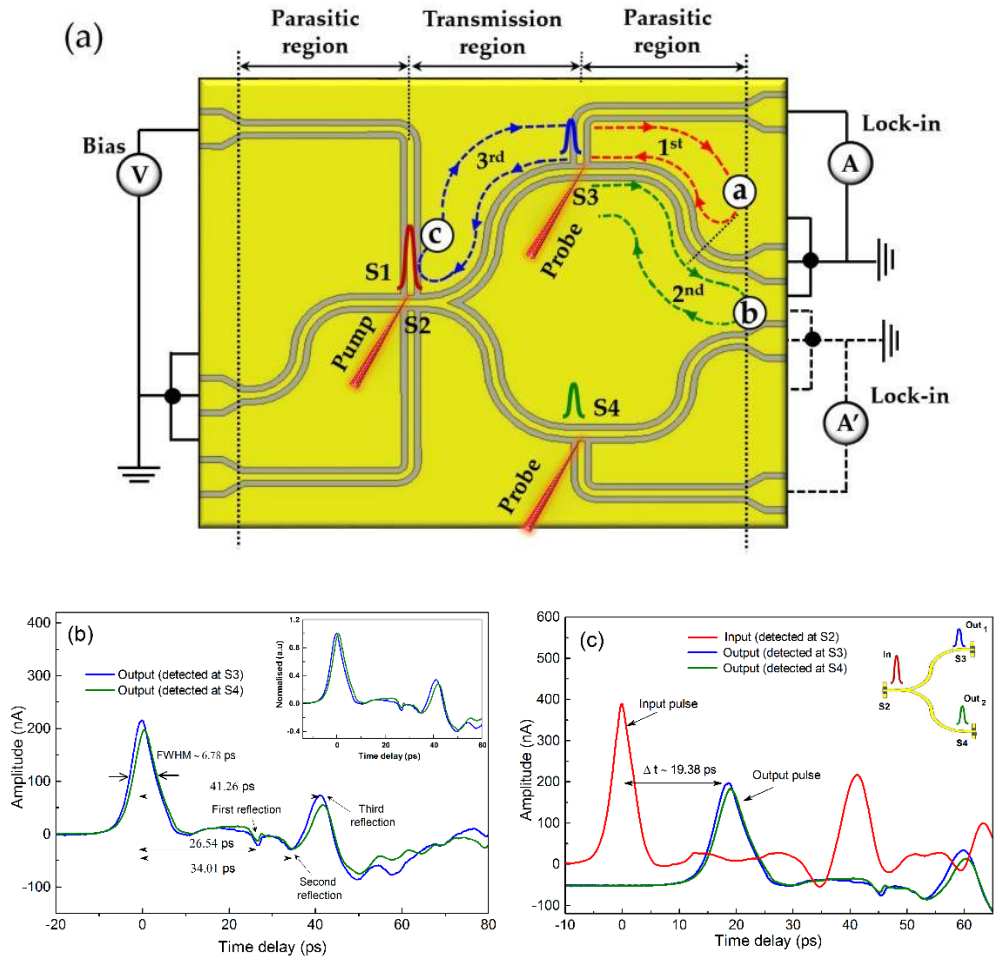 (a)
Parasitic region
Transmission region
Parasitic region
Bias
V
Lock-in
A
3rd
1st
a
S3
Probe
c
S1
2nd
b
S2
Pump
Lock-in
A'
S4
Probe
(b)
Output (detected at S3)
Output (detected at S4)
Amplitude (nA)
400
300
200
100
0
-100
-20
0
20
40
60
80
Time delay (ps)
FWHM ~ 6.78 ps
41.26 ps
First reflection
Third reflection
26.54 ps
34.01 ps
Second reflection
Normalised (a.u)
1.2
0.8
0.4
0.0
-0.4
0
20
40
60
Time delay (ps)
(c)
Input (detected at S2)
Output (detected at S3)
Output (detected at S4)
Amplitude (nA)
600
500
400
300
200
100
0
-100
-10
0
10
20
30
40
50
60
Time delay (ps)
Input pulse
Δ t ~ 19.38 ps
Output pulse
Out 1
In
S3
S2
Out 2
S4